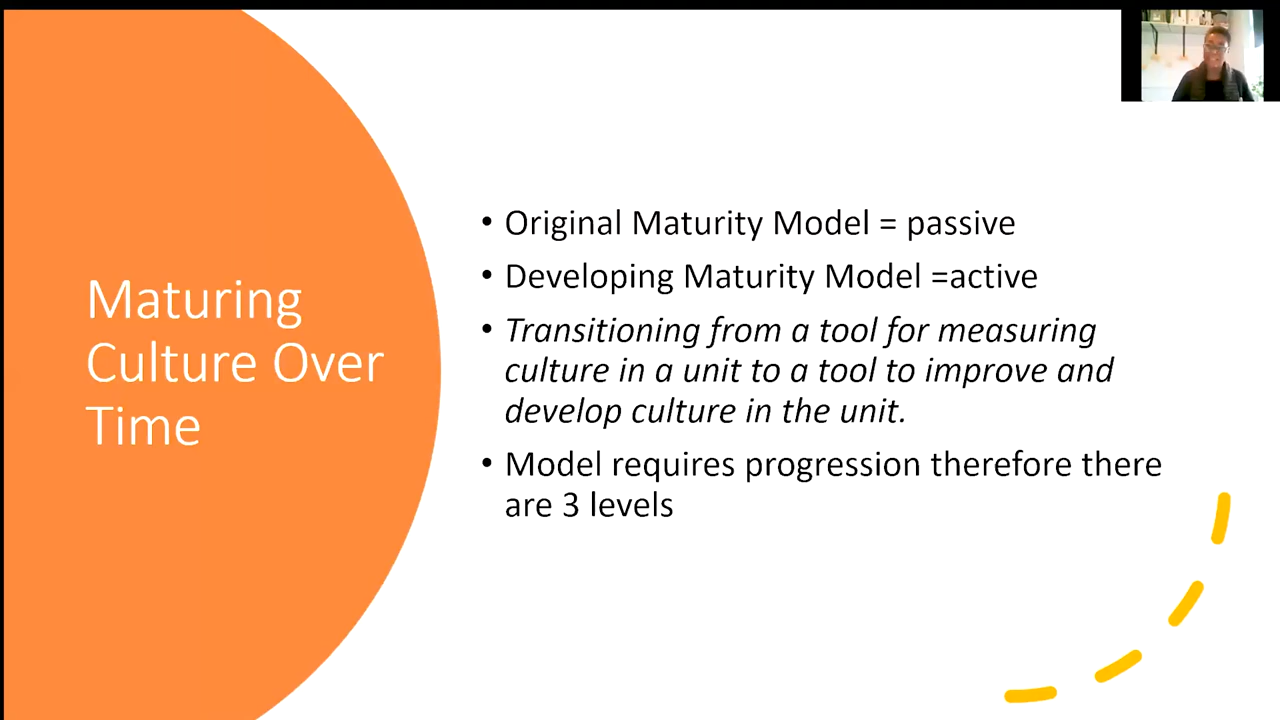 Maturing
Culture Over
Time
• Original Maturity Model = passive
• Developing Maturity Model =active
• Transitioning from a tool for measuring
culture in a unit to a tool to improve and
develop culture in the unit.
• Model requires progression therefore there
are 3 levels